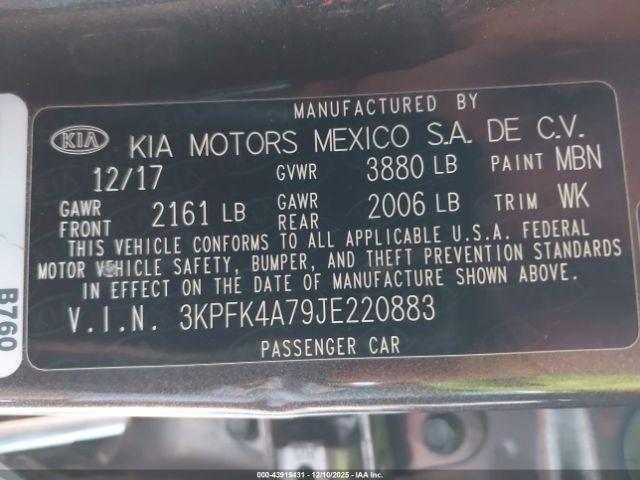 MANUFACTURED BY
KIA KIA MOTORS MEXICO S.A. DE C.V.
12/17 GVWR 3880 LB PAINT MBN
GAWR FRONT 2161 LB GAWR REAR 2006 LB TRIM WK
THIS VEHICLE CONFORMS TO ALL APPLICABLE U.S.A. FEDERAL
MOTOR VEHICLE SAFETY, BUMPER, AND THEFT PREVENTION STANDARDS
IN EFFECT ON THE DATE OF MANUFACTURE SHOWN ABOVE.
V.I.N. 3KPFK4A79JE220883
PASSENGER CAR
B760
000-43919431 - 12/10/2025 - IAA Inc.